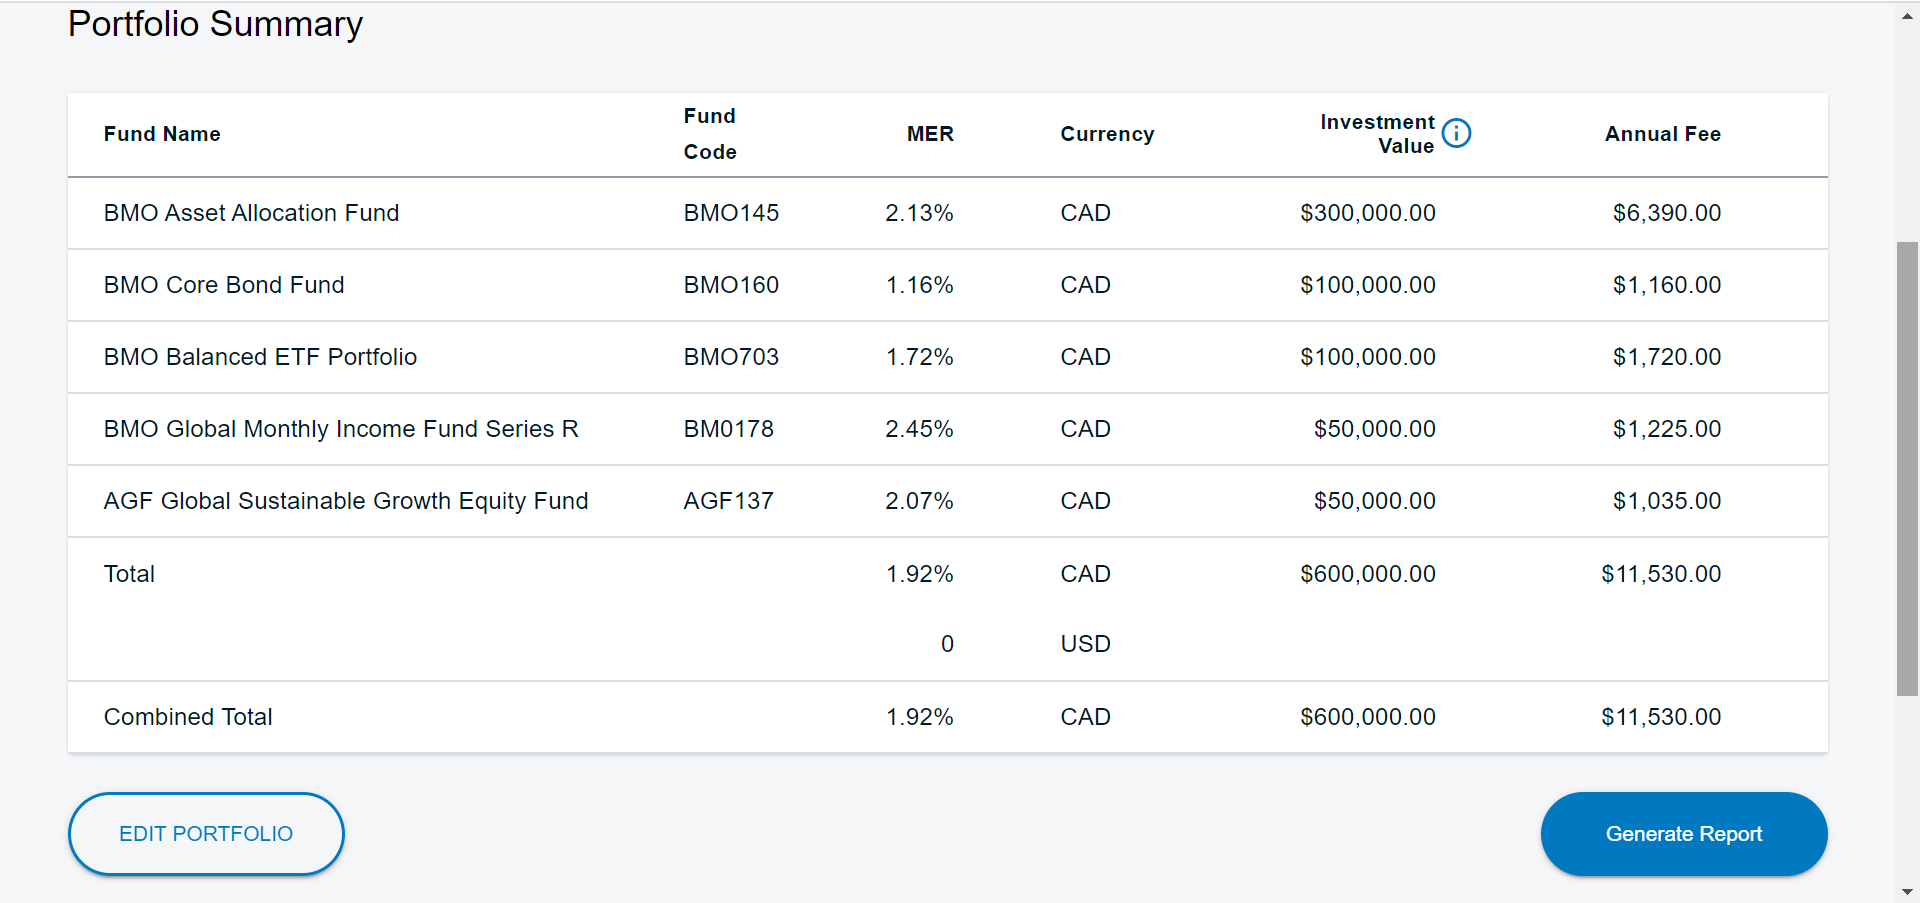 Portfolio Summary
Fund Name Fund Code MER Currency Investment Value i Annual Fee
BMO Asset Allocation Fund BMO145 2.13% CAD $300,000.00 $6,390.00
BMO Core Bond Fund BMO160 1.16% CAD $100,000.00 $1,160.00
BMO Balanced ETF Portfolio BMO703 1.72% CAD $100,000.00 $1,720.00
BMO Global Monthly Income Fund Series R BM0178 2.45% CAD $50,000.00 $1,225.00
AGF Global Sustainable Growth Equity Fund AGF137 2.07% CAD $50,000.00 $1,035.00
Total 1.92% CAD $600,000.00 $11,530.00
0 USD
Combined Total 1.92% CAD $600,000.00 $11,530.00
EDIT PORTFOLIO Generate Report